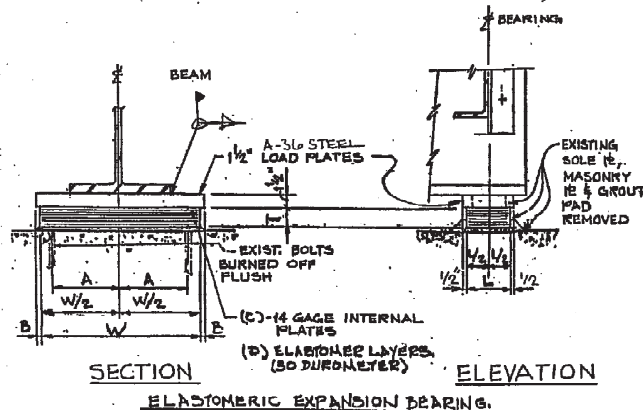 BEARING.
BEAM
1½" A-36 STEEL
LOAD PLATES
EXISTING
SOLE ℄,
MASONRY
℄ & GROUT
PAD
REMOVED
EXIST. BOLTS
BURNED OFF
FLUSH
A A
W/2 W/2
B W B
L/2 L/2
1/2" L 1/2
(C)-14 GAGE INTERNAL
PLATES
(D) ELASTOMER LAYERS,
(50 DUROMETER)
SECTION
ELEVATION
ELASTOMERIC EXPANSION BEARING.